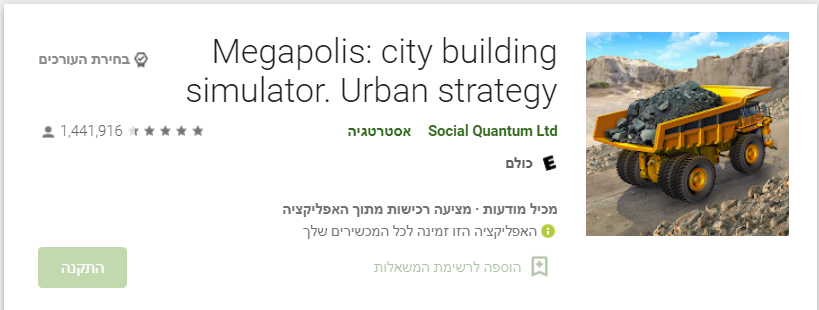 Megapolis: city building
simulator. Urban strategy
בחירת העורכים
Social Quantum Ltd אסטרטגיה
1,441,916
E כולם
מכיל מודעות · מציעה רכישות מתוך האפליקציה
האפליקציה הזו זמינה לכל המכשירים שלך
הוספה לרשימת המשאלות
התקנה